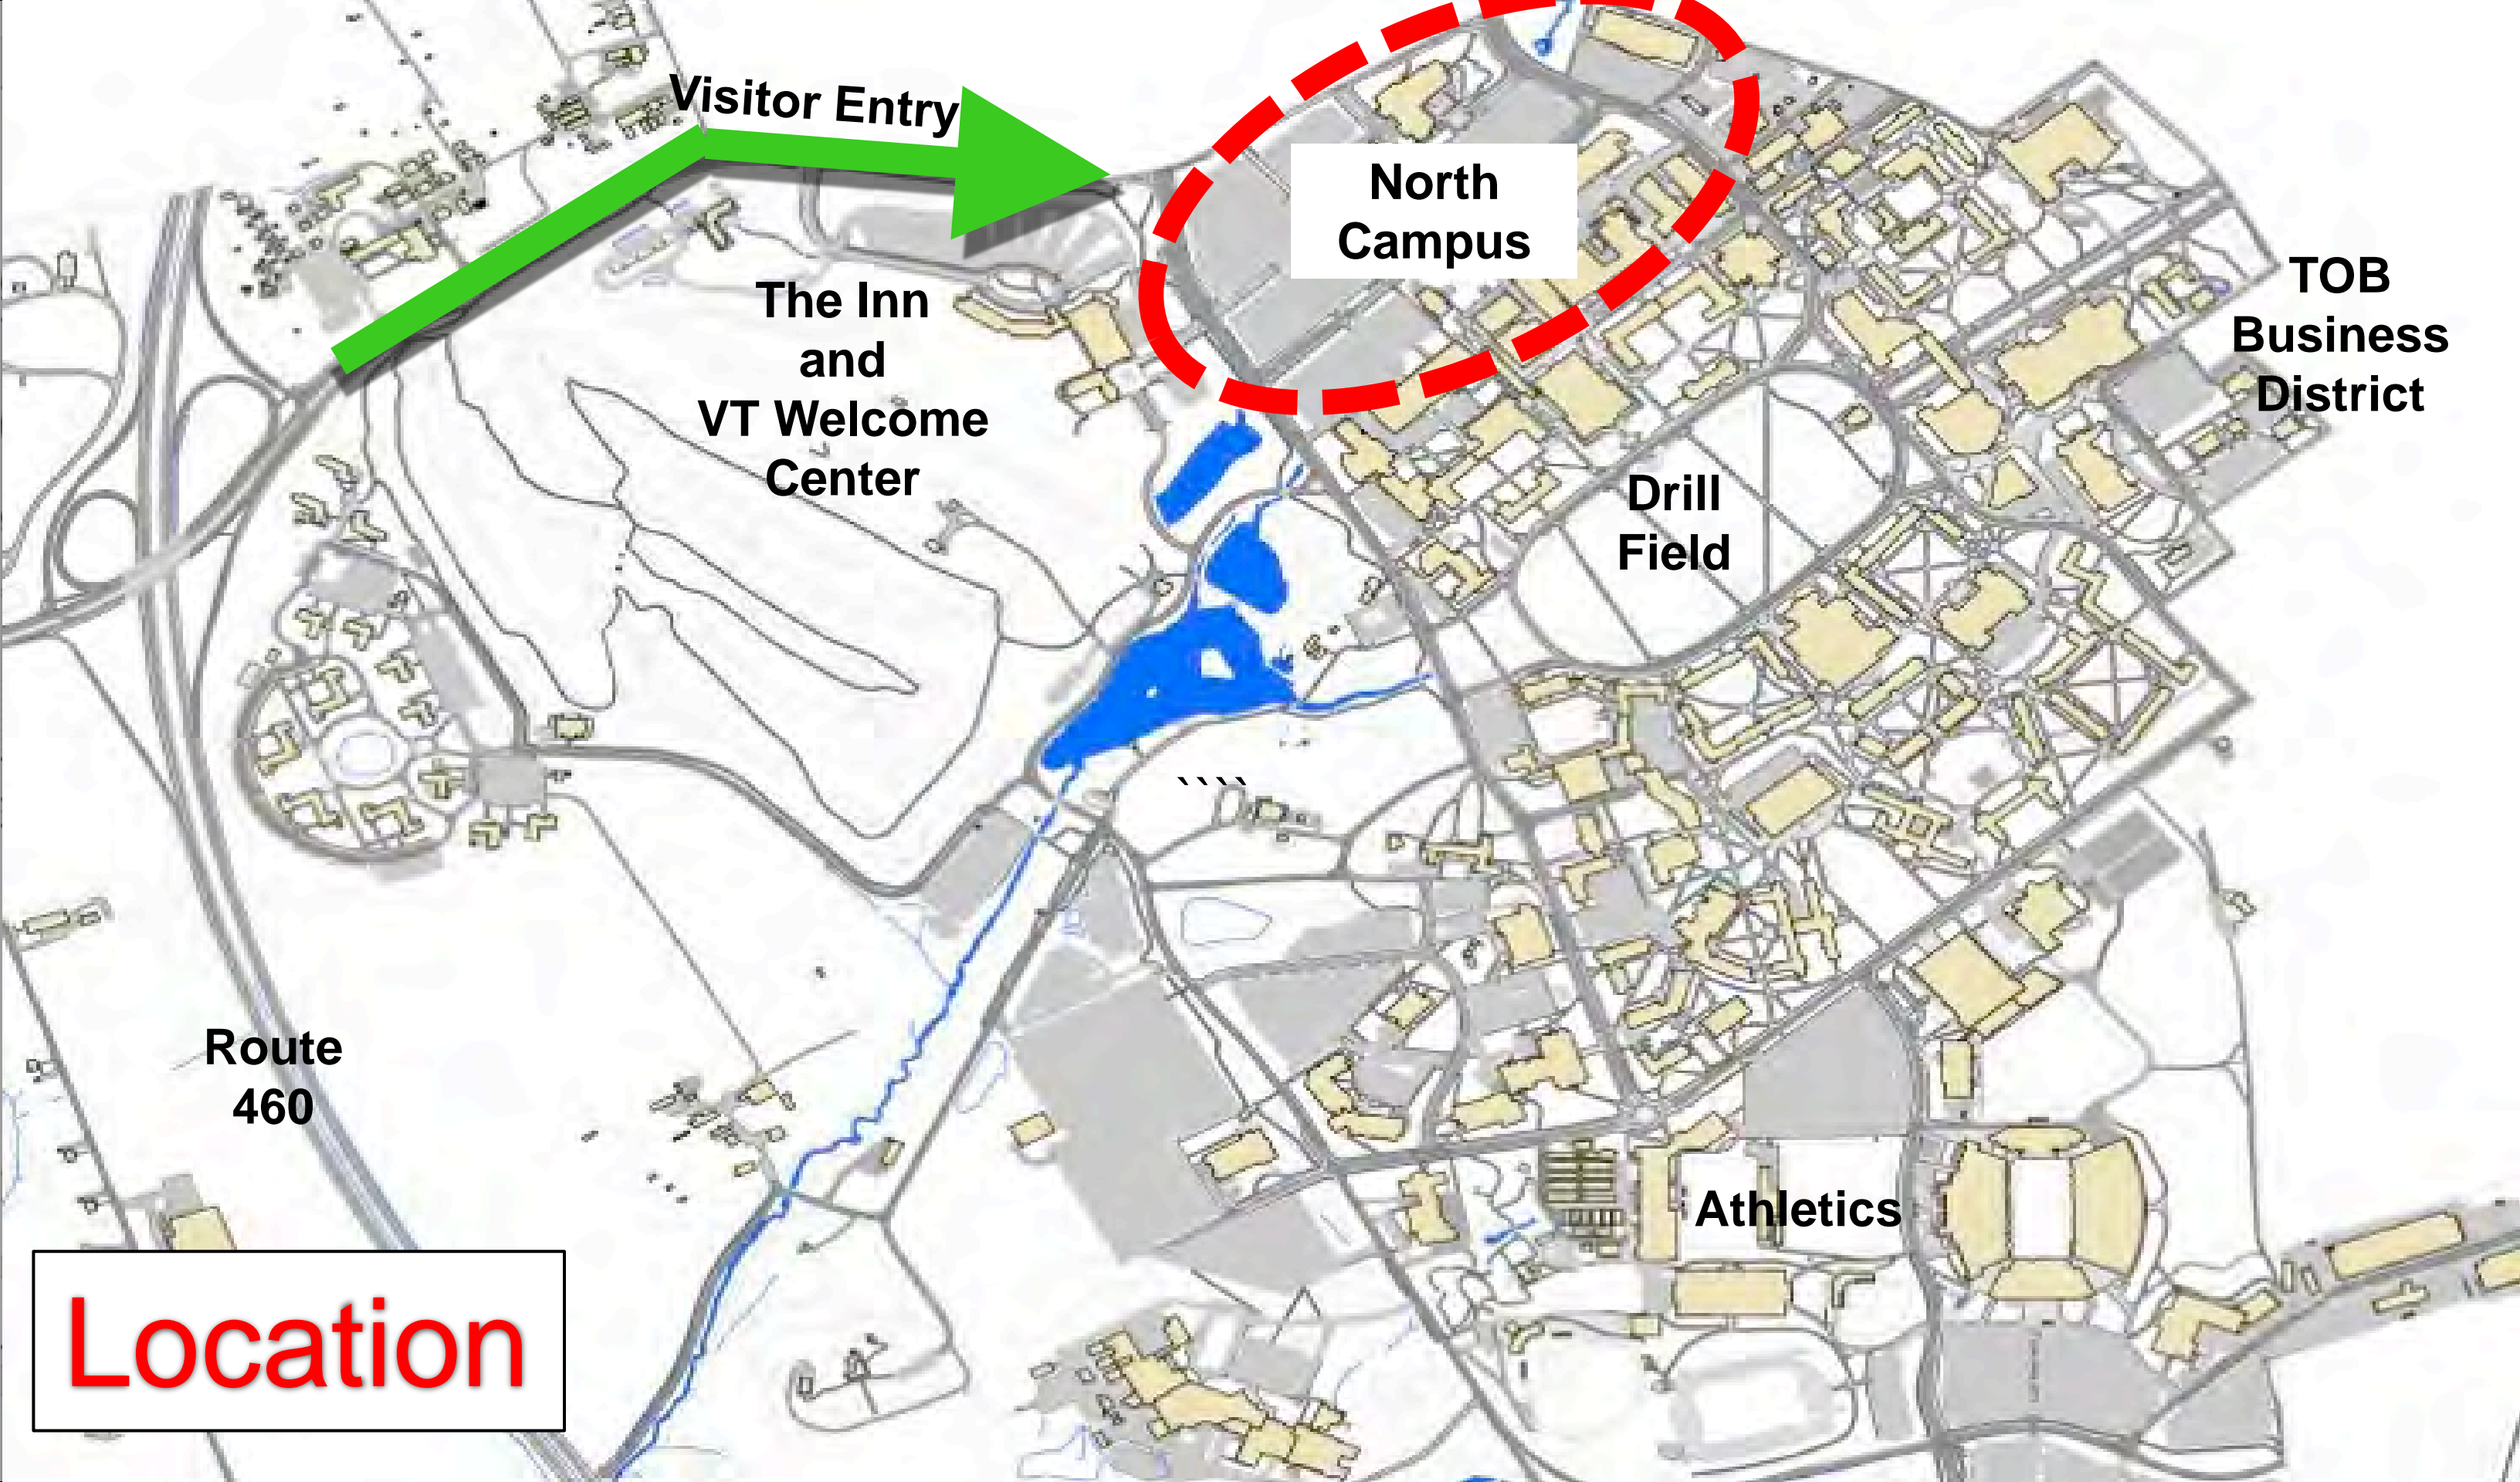 Visitor Entry
North
Campus
The Inn
and
VT Welcome
Center
TOB
Business
District
Drill
Field
````
Route
460
Athletics
Location